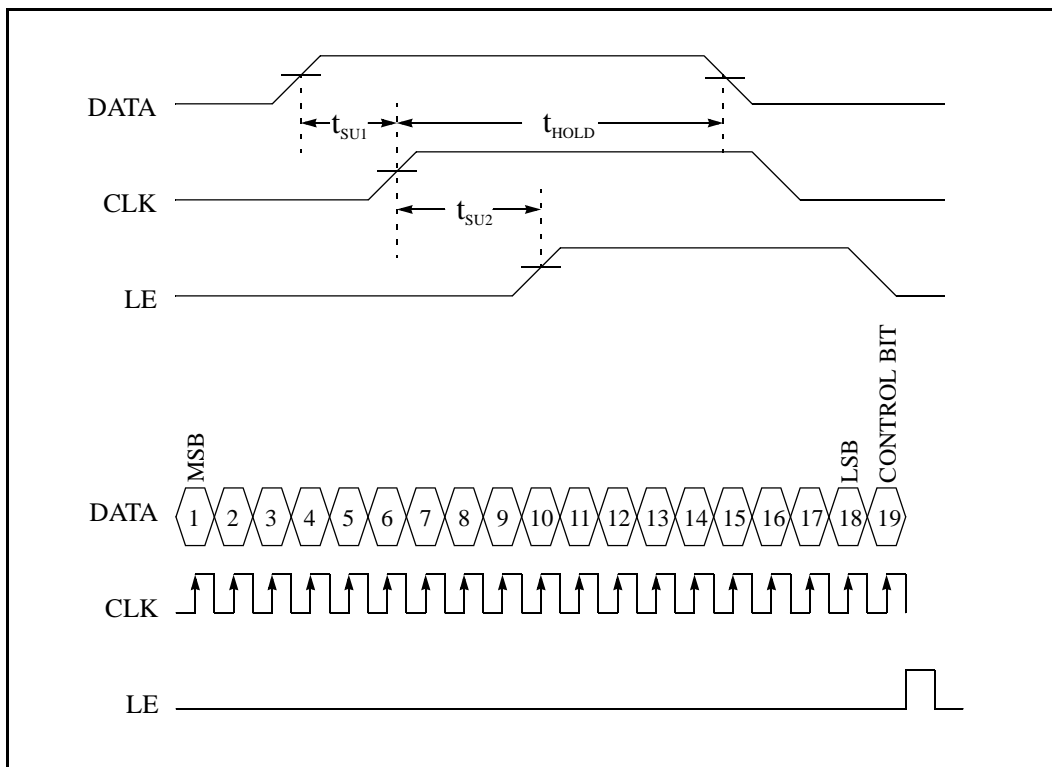 DATA
tSU1
tHOLD
CLK
tSU2
LE
MSB
LSB
CONTROL BIT
DATA
1 2 3 4 5 6 7 8 9 10 11 12 13 14 15 16 17 18 19
CLK
LE